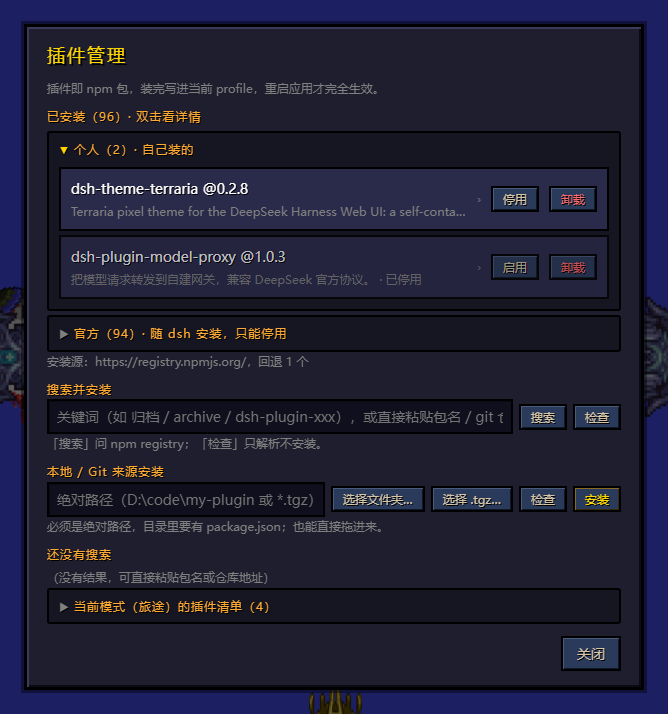 插件管理
插件即 npm 包，装完写进当前 profile，重启应用才完全生效。
已安装（96）· 双击看详情
▼ 个人（2）· 自己装的
dsh-theme-terraria @0.2.8
Terraria pixel theme for the DeepSeek Harness Web UI: a self-conta...
› 停用 卸载
dsh-plugin-model-proxy @1.0.3
把模型请求转发到自建网关，兼容 DeepSeek 官方协议。 · 已停用
› 启用 卸载
▶ 官方（94）· 随 dsh 安装，只能停用
安装源：https://registry.npmjs.org/，回退 1 个
搜索并安装
关键词（如 归档 / archive / dsh-plugin-xxx），或直接粘贴包名 / git
搜索 检查
「搜索」问 npm registry；「检查」只解析不安装。
本地 / Git 来源安装
绝对路径（D:\code\my-plugin 或 *.tgz）
选择文件夹... 选择 .tgz... 检查 安装
必须是绝对路径，目录里要有 package.json；也能直接拖进来。
还没有搜索
（没有结果，可直接粘贴包名或仓库地址）
▶ 当前模式（旅途）的插件清单（4）
关闭